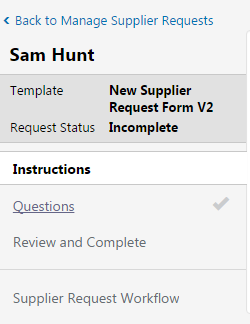 < Back to Manage Supplier Requests
Sam Hunt
Template New Supplier
Request Form V2
Request Status Incomplete
Instructions
Questions
Review and Complete
Supplier Request Workflow